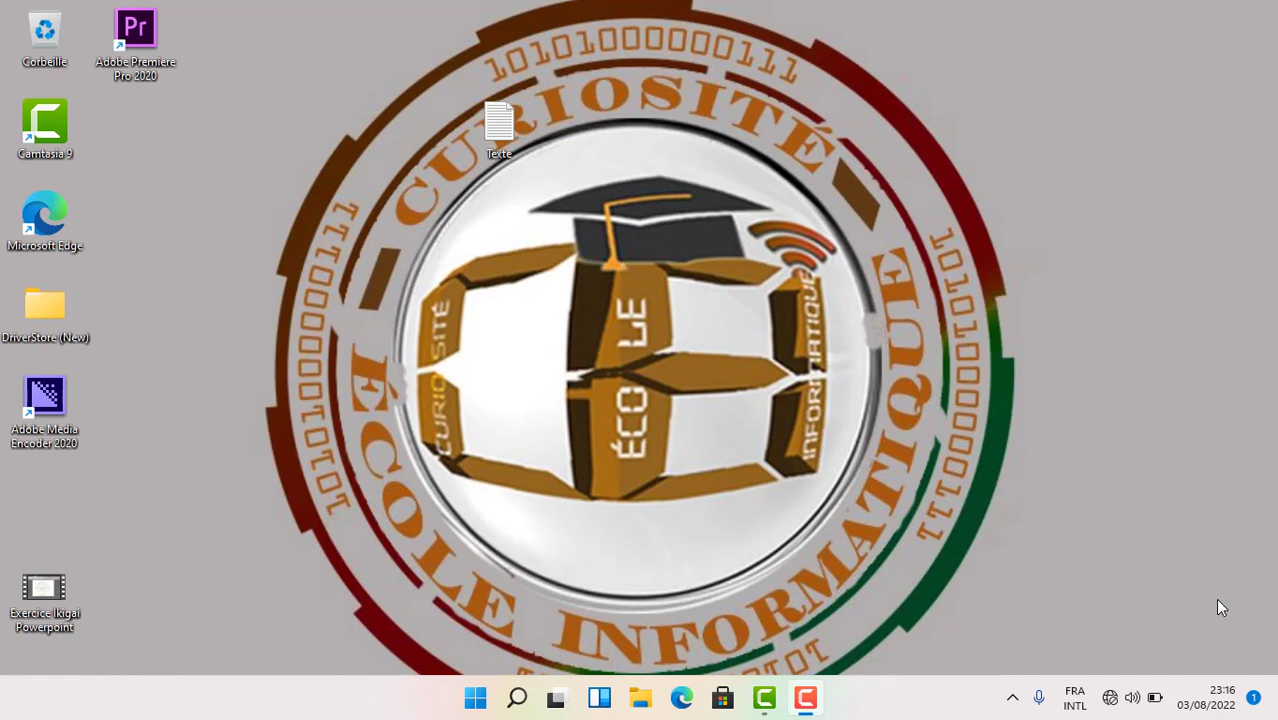 Corbeille
Adobe Premiere
Pro 2020
Camtasia 9
Texte
Microsoft Edge
DriverStore (New)
Adobe Media
Encoder 2020
Exercice Ikigai
Powerpoint
CURIOSITÉ
ÉCOLE INFORMATIQUE
10101000000111
CURIOSITÉ
ÉCOLE
INFORMATIQUE
FRA
INTL
23:16
03/08/2022
1